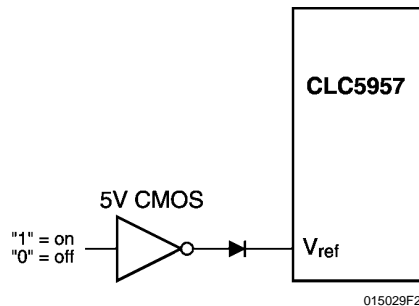 CLC5957
5V CMOS
"1" = on
"0" = off
Vref
015029F2